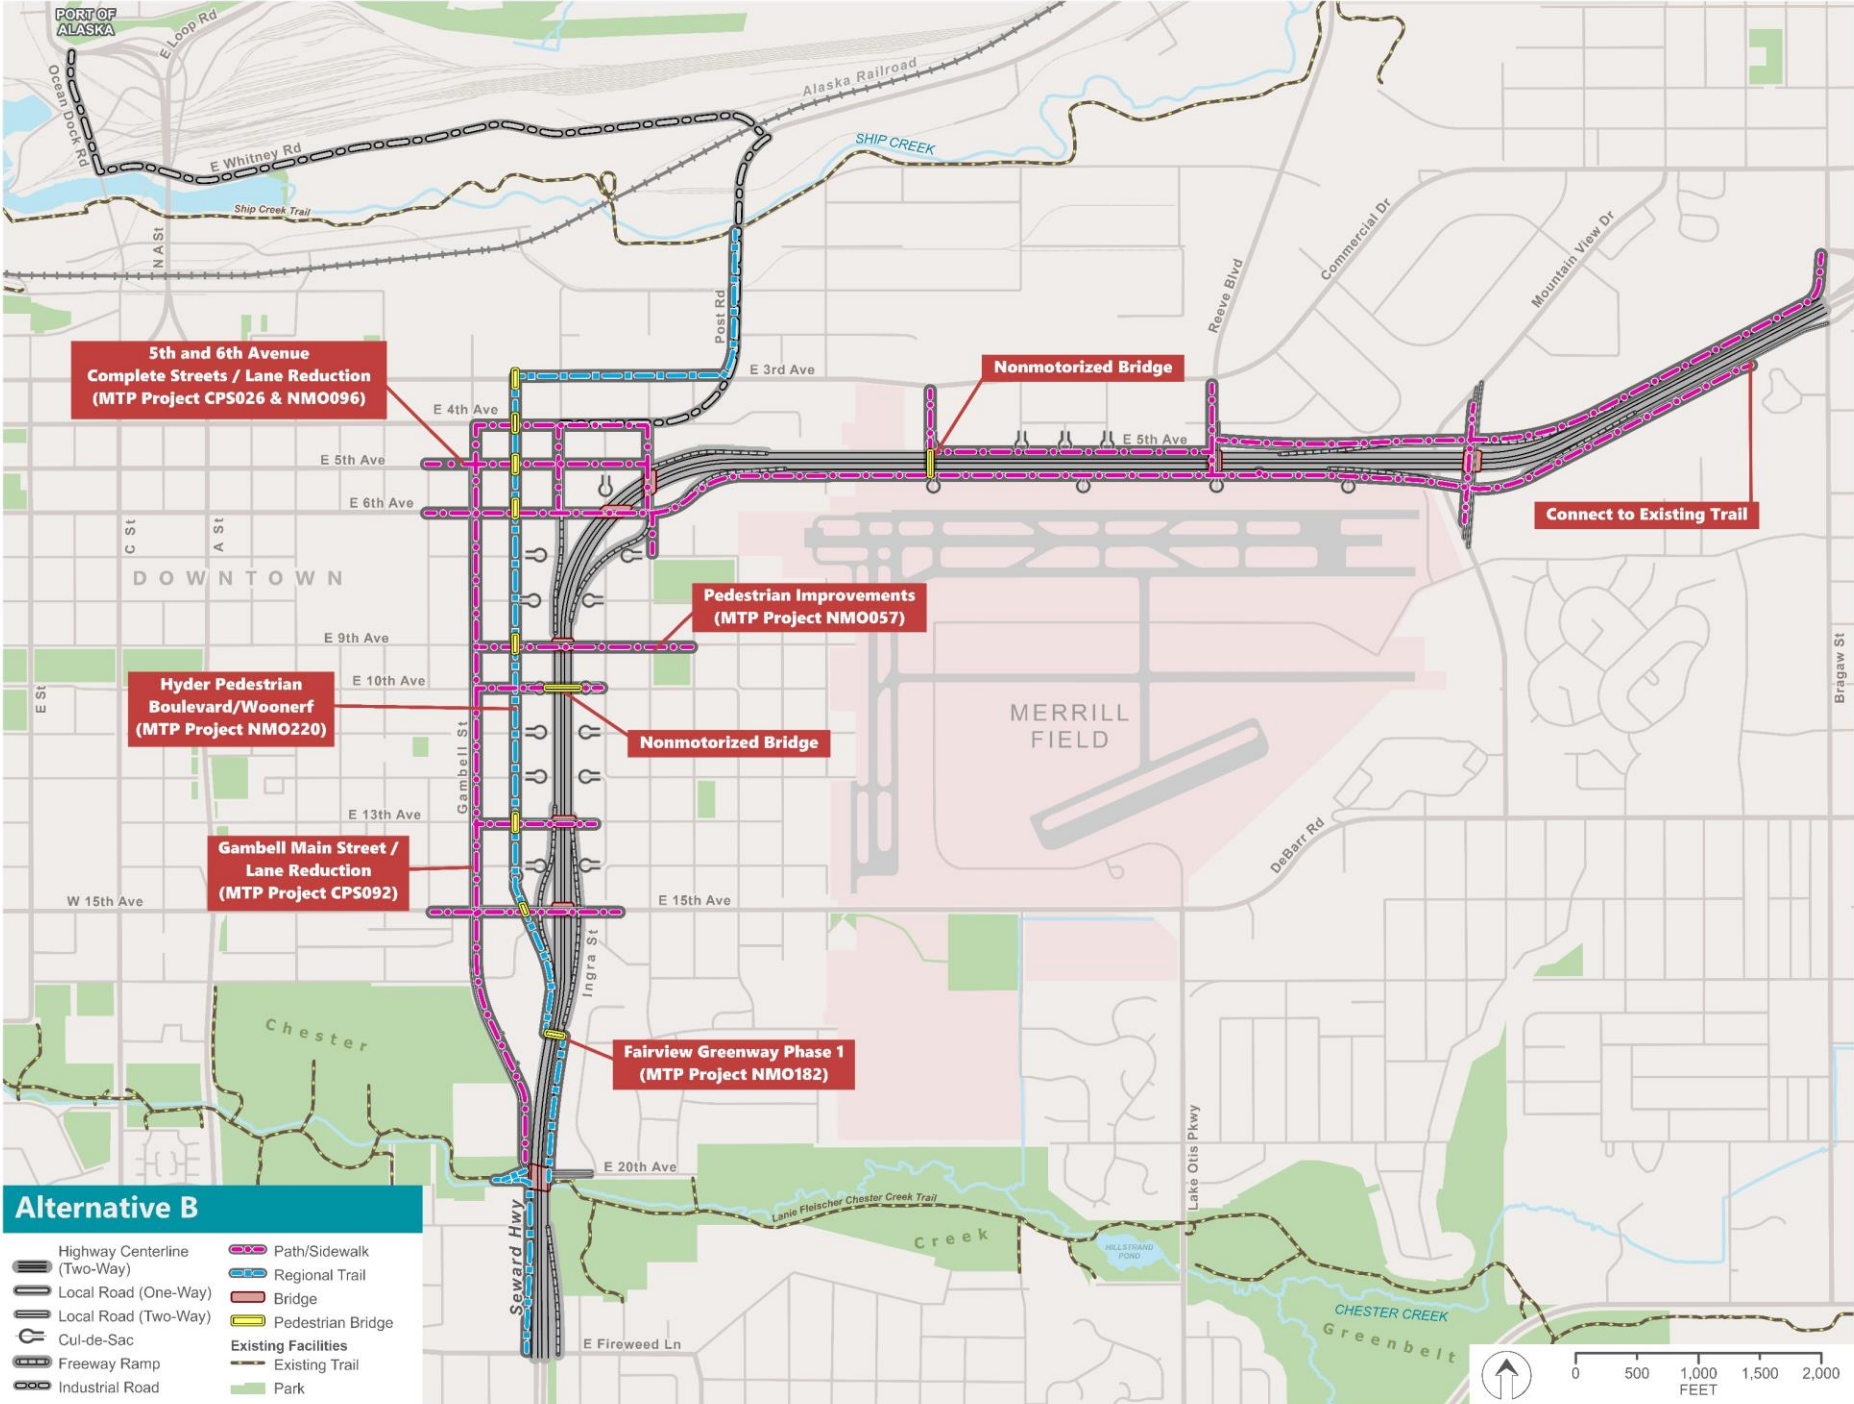 PORT OF
ALASKA
E Loop Rd
Ocean Dock Rd
Alaska Railroad
E Whitney Rd
SHIP CREEK
Ship Creek Trail
N A St
Post Rd
Reeve Blvd
Commercial Dr
Mountain View Dr
5th and 6th Avenue
Complete Streets / Lane Reduction
(MTP Project CPS026 & NMO096)
E 3rd Ave
Nonmotorized Bridge
E 4th Ave
E 5th Ave
E 5th Ave
E 6th Ave
Connect to Existing Trail
C St
A St
DOWNTOWN
Pedestrian Improvements
(MTP Project NMO057)
E 9th Ave
Bragaw St
Hyder Pedestrian
Boulevard/Woonerf
(MTP Project NMO220)
E 10th Ave
E St
MERRILL
FIELD
Nonmotorized Bridge
Gambell St
E 13th Ave
Gambell Main Street /
Lane Reduction
(MTP Project CPS092)
DeBarr Rd
W 15th Ave
E 15th Ave
Ingra St
Chester
Fairview Greenway Phase 1
(MTP Project NMO182)
Lake Otis Pkwy
E 20th Ave
Lanie Fleischer Chester Creek Trail
Creek
HILLSTRAND
POND
Seward Hwy
CHESTER CREEK
Greenbelt
E Fireweed Ln
Alternative B
Highway Centerline
(Two-Way)
Local Road (One-Way)
Local Road (Two-Way)
Cul-de-Sac
Freeway Ramp
Industrial Road
Path/Sidewalk
Regional Trail
Bridge
Pedestrian Bridge
Existing Facilities
Existing Trail
Park
0 500 1,000 1,500 2,000
FEET